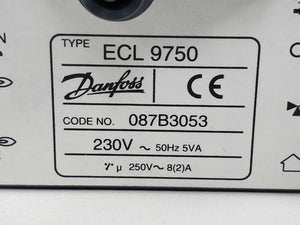 N
TYPE ECL 9750
Danfoss CE
CODE NO. 087B3053
230V ~ 50Hz 5VA
µ 250V~ 8(2)A